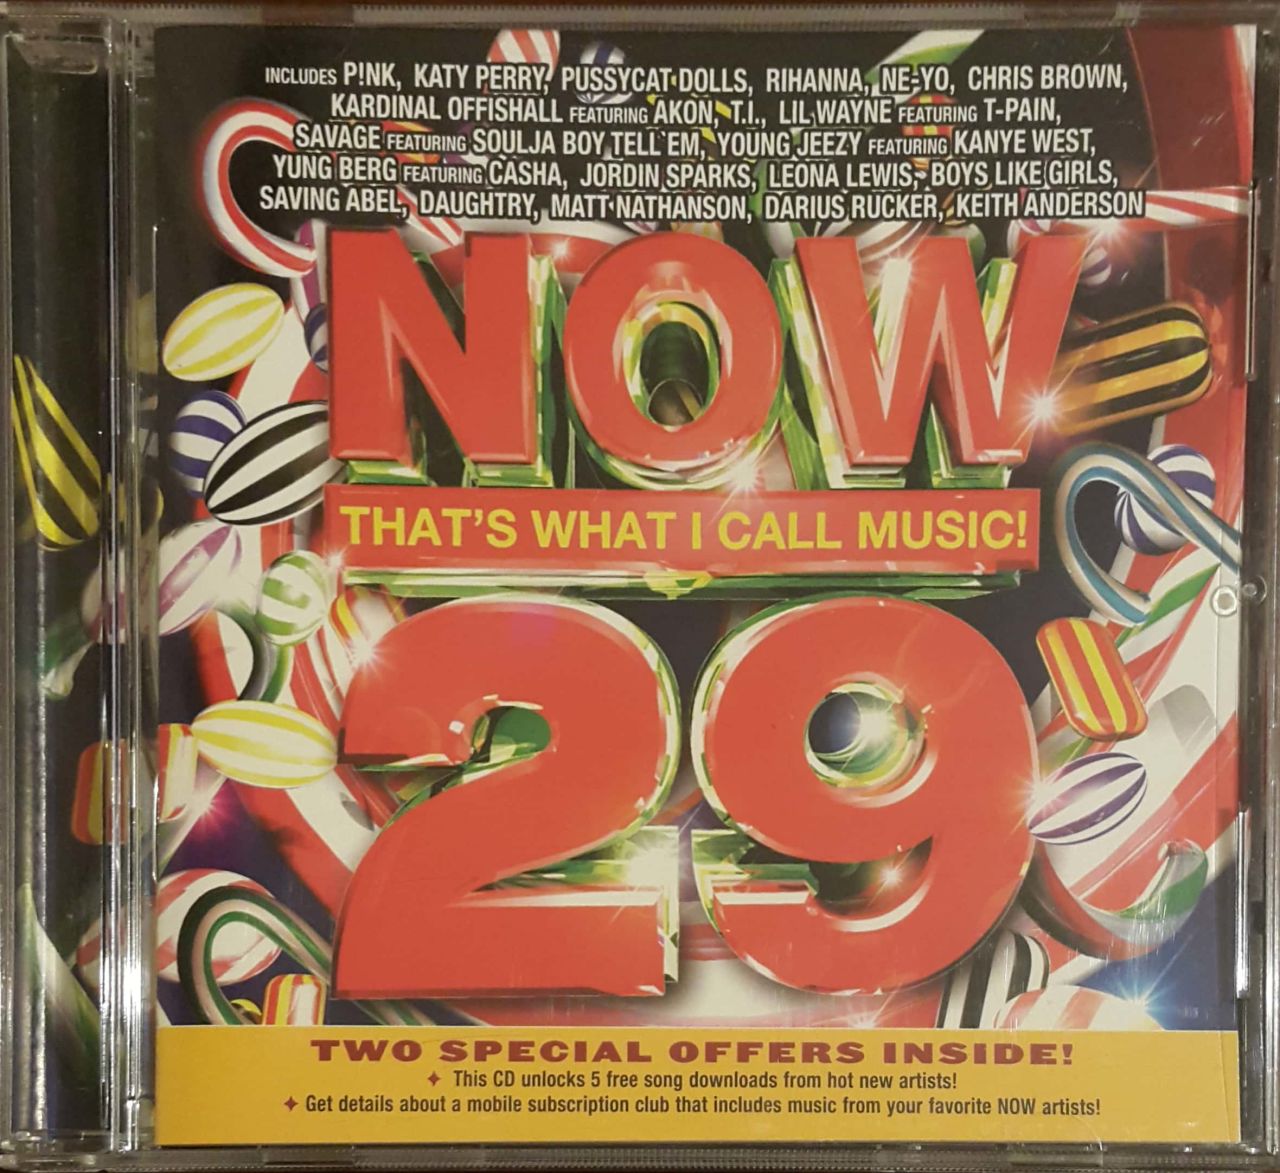 INCLUDES P!NK, KATY PERRY, PUSSYCAT DOLLS, RIHANNA, NE-YO, CHRIS BROWN,
KARDINAL OFFISHALL FEATURING AKON, T.I., LIL WAYNE FEATURING T-PAIN,
SAVAGE FEATURING SOULJA BOY TELL'EM, YOUNG JEEZY FEATURING KANYE WEST,
YUNG BERG FEATURING CASHA, JORDIN SPARKS, LEONA LEWIS, BOYS LIKE GIRLS,
SAVING ABEL, DAUGHTRY, MATT NATHANSON, DARIUS RUCKER, KEITH ANDERSON
NOW
THAT'S WHAT I CALL MUSIC!
29
TWO SPECIAL OFFERS INSIDE!
✦ This CD unlocks 5 free song downloads from hot new artists!
✦ Get details about a mobile subscription club that includes music from your favorite NOW artists!